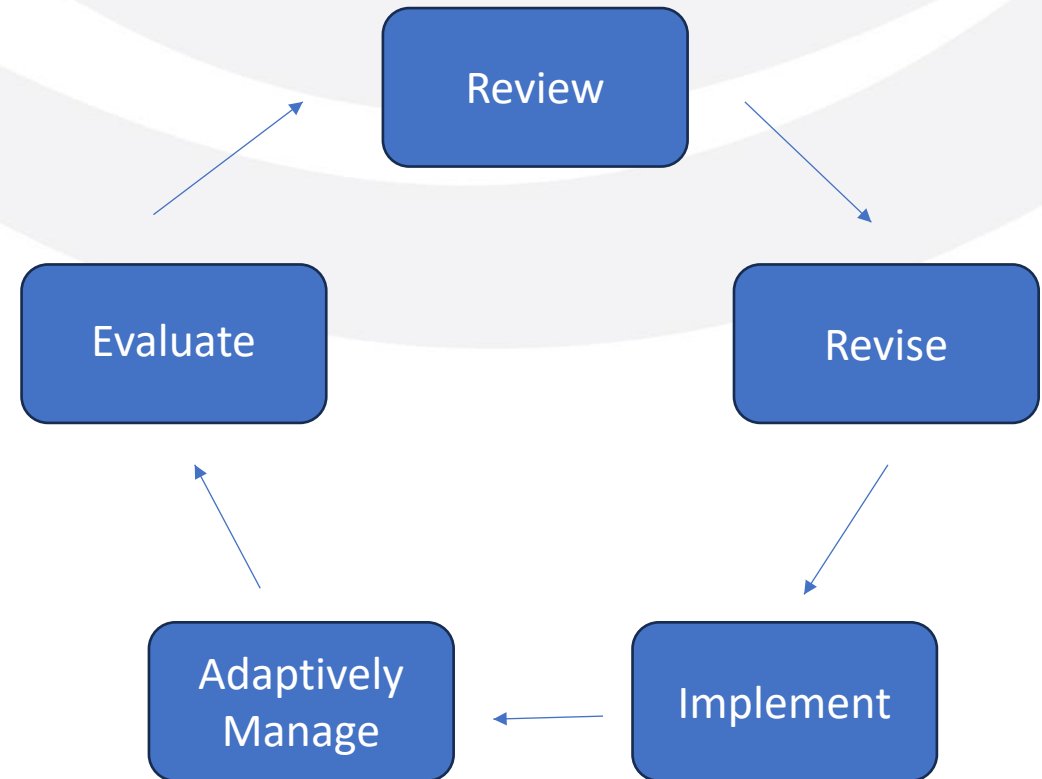 Review
Evaluate
Revise
Adaptively
Manage
Implement